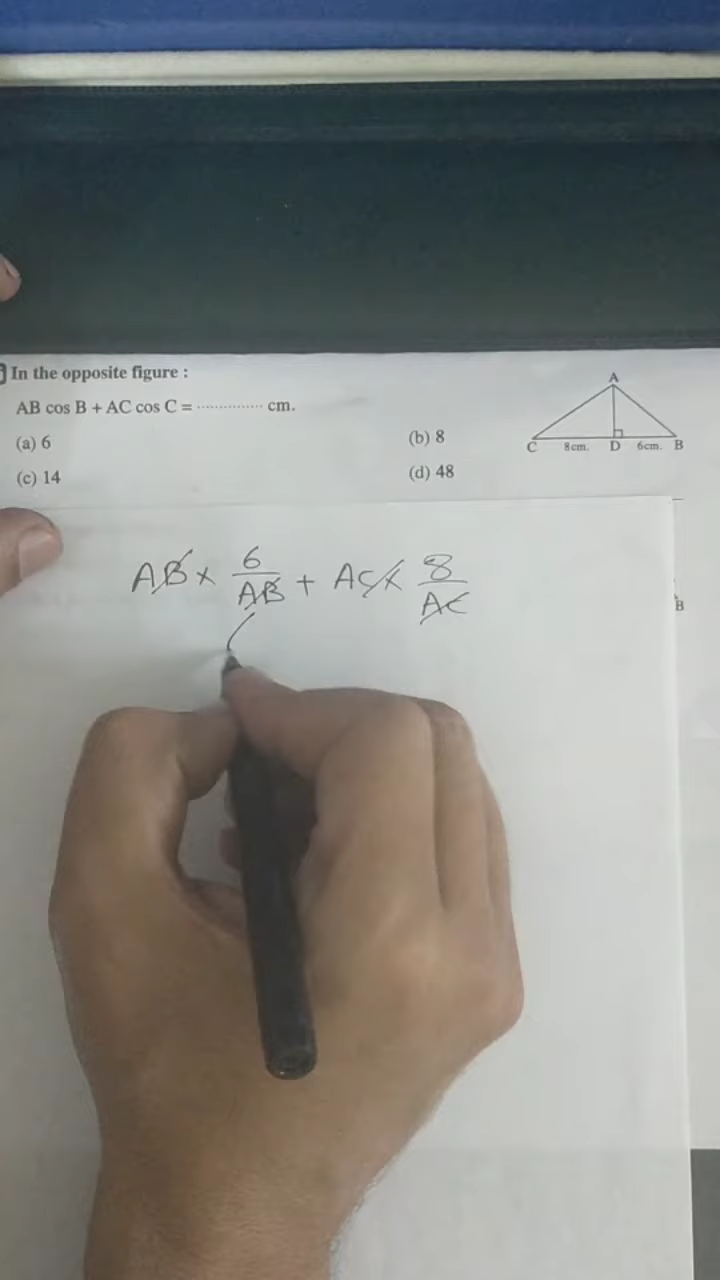 In the opposite figure :
AB cos B + AC cos C = ·············· cm.
(a) 6
(b) 8
(c) 14
(d) 48
A
C 8cm. D 6cm. B
AB × 6/AB + AC × 8/AC
B